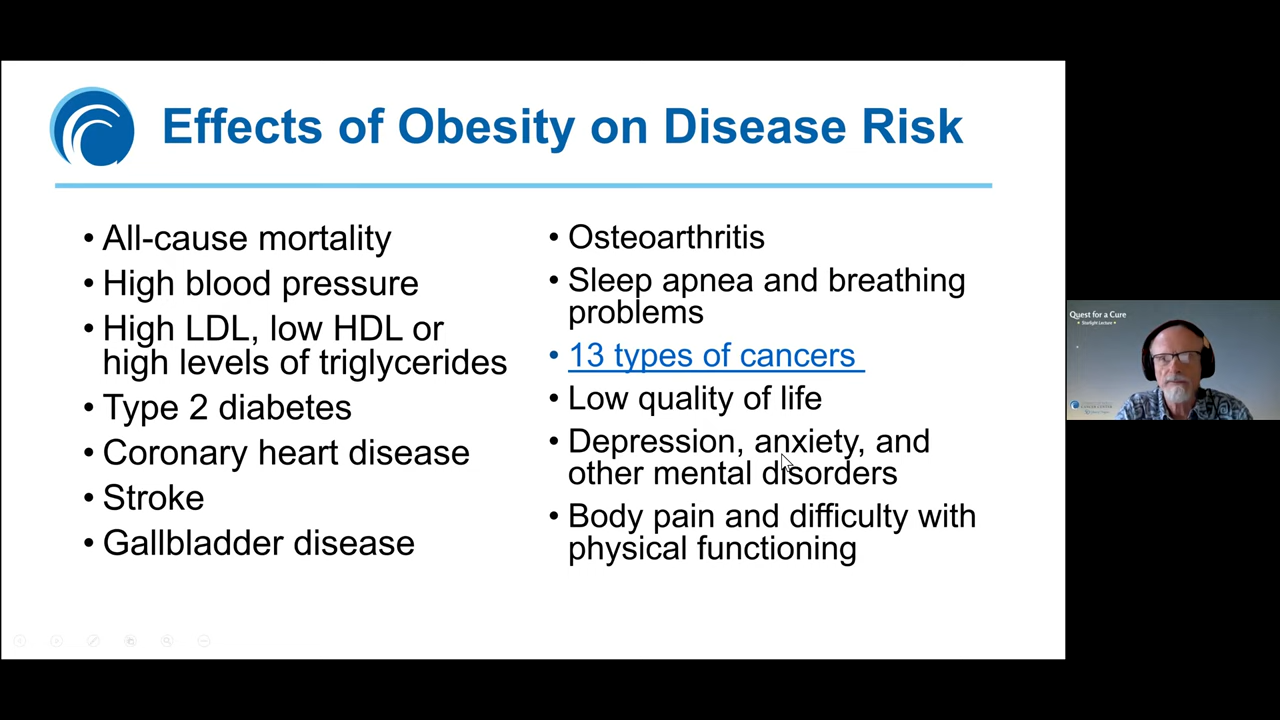 Effects of Obesity on Disease Risk
• All-cause mortality
• High blood pressure
• High LDL, low HDL or
high levels of triglycerides
• Type 2 diabetes
• Coronary heart disease
• Stroke
• Gallbladder disease
• Osteoarthritis
• Sleep apnea and breathing
problems
• 13 types of cancers
• Low quality of life
• Depression, anxiety, and
other mental disorders
• Body pain and difficulty with
physical functioning
Quest for a Cure
Starlight Lecture
CANCER CENTER